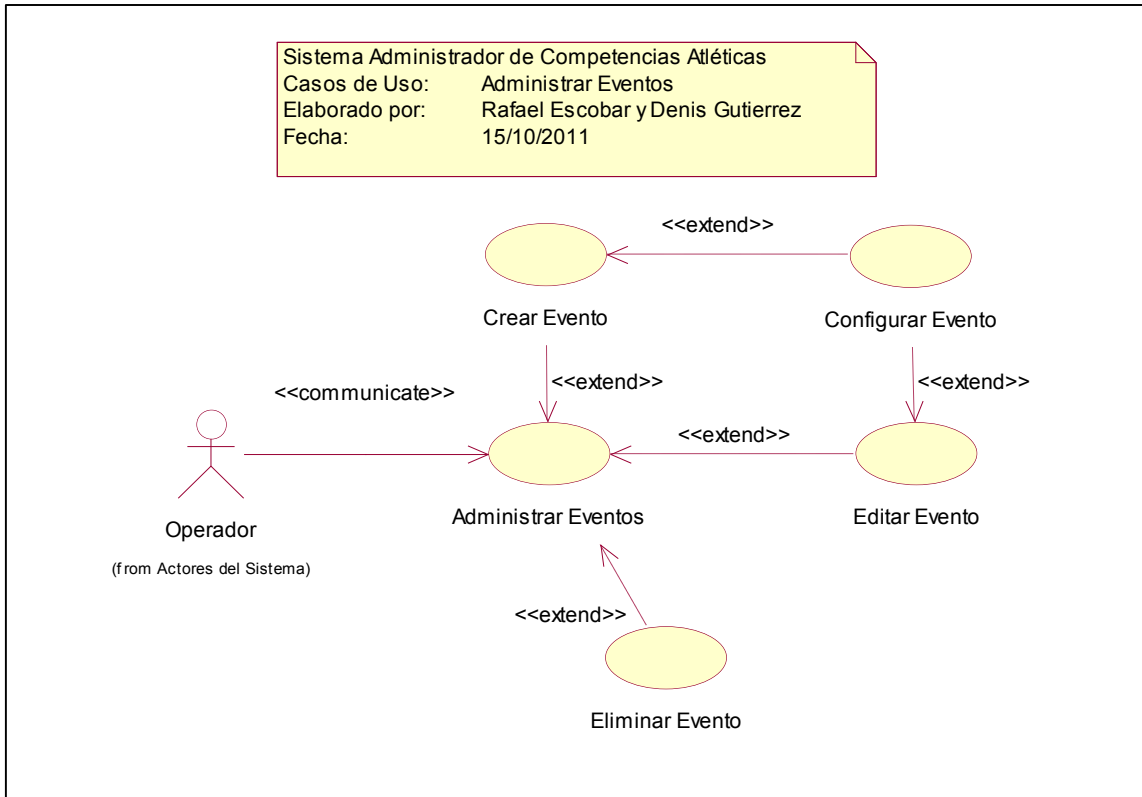 Sistema Administrador de Competencias Atléticas
Casos de Uso: Administrar Eventos
Elaborado por: Rafael Escobar y Denis Gutierrez
Fecha: 15/10/2011
<<extend>>
Crear Evento
Configurar Evento
<<communicate>>
<<extend>>
<<extend>>
<<extend>>
Operador
(from Actores del Sistema)
Administrar Eventos
Editar Evento
<<extend>>
Eliminar Evento